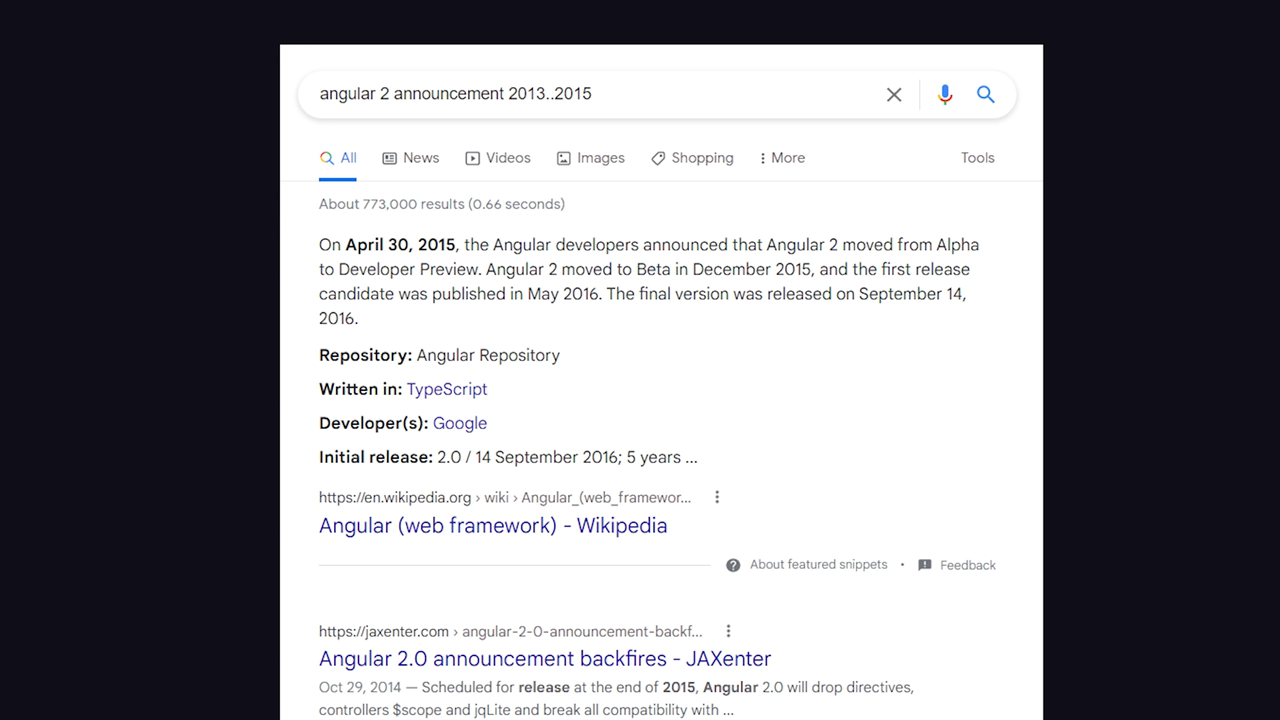 angular 2 announcement 2013..2015
All News Videos Images Shopping More Tools
About 773,000 results (0.66 seconds)
On April 30, 2015, the Angular developers announced that Angular 2 moved from Alpha
to Developer Preview. Angular 2 moved to Beta in December 2015, and the first release
candidate was published in May 2016. The final version was released on September 14,
2016.
Repository: Angular Repository
Written in: TypeScript
Developer(s): Google
Initial release: 2.0 / 14 September 2016; 5 years ...
https://en.wikipedia.org › wiki › Angular_(web_framewor...
Angular (web framework) - Wikipedia
About featured snippets • Feedback
https://jaxenter.com › angular-2-0-announcement-backf...
Angular 2.0 announcement backfires - JAXenter
Oct 29, 2014 — Scheduled for release at the end of 2015, Angular 2.0 will drop directives,
controllers $scope and jqLite and break all compatibility with ...